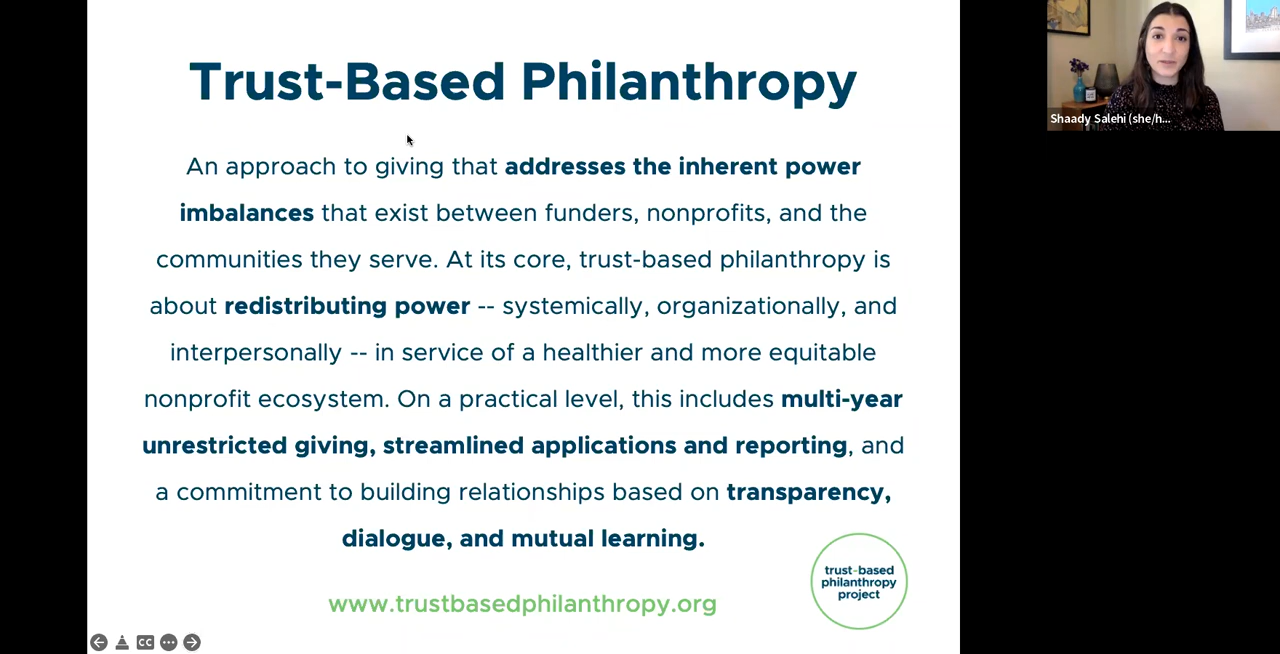 Trust-Based Philanthropy
An approach to giving that addresses the inherent power
imbalances that exist between funders, nonprofits, and the
communities they serve. At its core, trust-based philanthropy is
about redistributing power -- systemically, organizationally, and
interpersonally -- in service of a healthier and more equitable
nonprofit ecosystem. On a practical level, this includes multi-year
unrestricted giving, streamlined applications and reporting, and
a commitment to building relationships based on transparency,
dialogue, and mutual learning.
trust-based
philanthropy
project
www.trustbasedphilanthropy.org
CC
Shaady Salehi (she/h...